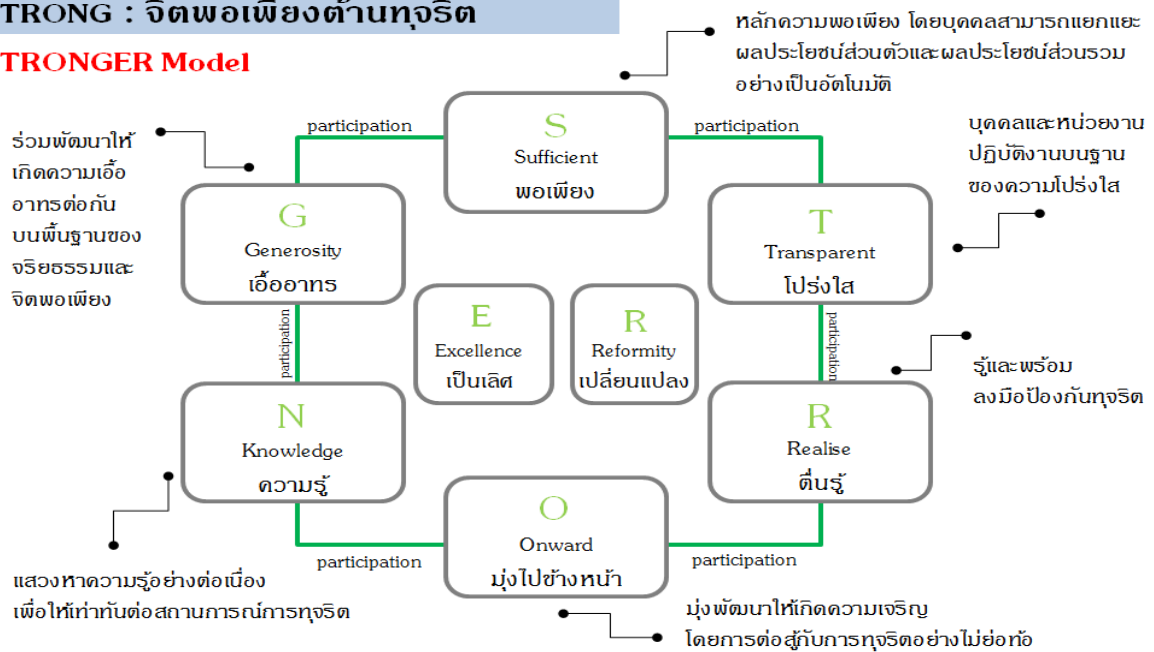 TRONG : จิตพอเพียงต้านทุจริต
TRONGER Model
หลักความพอเพียง โดยบุคคลสามารถแยกแยะ
ผลประโยชน์ส่วนตัวและผลประโยชน์ส่วนรวม
อย่างเป็นอัตโนมัติ
participation
S
Sufficient
พอเพียง
participation
บุคคลและหน่วยงาน
ปฏิบัติงานบนฐาน
ของความโปร่งใส
ร่วมพัฒนาให้
เกิดความเอื้อ
อาทรต่อกัน
บนพื้นฐานของ
จริยธรรมและ
จิตพอเพียง
G
Generosity
เอื้ออาทร
T
Transparent
โปร่งใส
participation
E
Excellence
เป็นเลิศ
R
Reformity
เปลี่ยนแปลง
participation
รู้และพร้อม
ลงมือป้องกันทุจริต
N
Knowledge
ความรู้
R
Realise
ตื่นรู้
participation
O
Onward
มุ่งไปข้างหน้า
participation
แสวงหาความรู้อย่างต่อเนื่อง
เพื่อให้เท่าทันต่อสถานการณ์การทุจริต
มุ่งพัฒนาให้เกิดความเจริญ
โดยการต่อสู้กับการทุจริตอย่างไม่ย่อท้อ